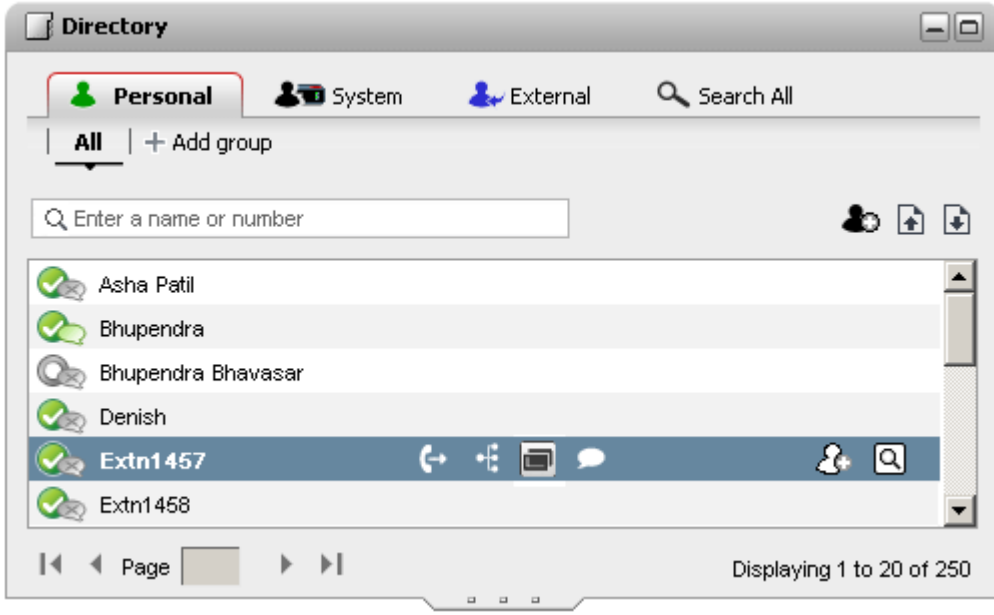 Directory
Personal System External Search All
All + Add group
Enter a name or number
Asha Patil
Bhupendra
Bhupendra Bhavasar
Denish
Extn1457
Extn1458
Page Displaying 1 to 20 of 250